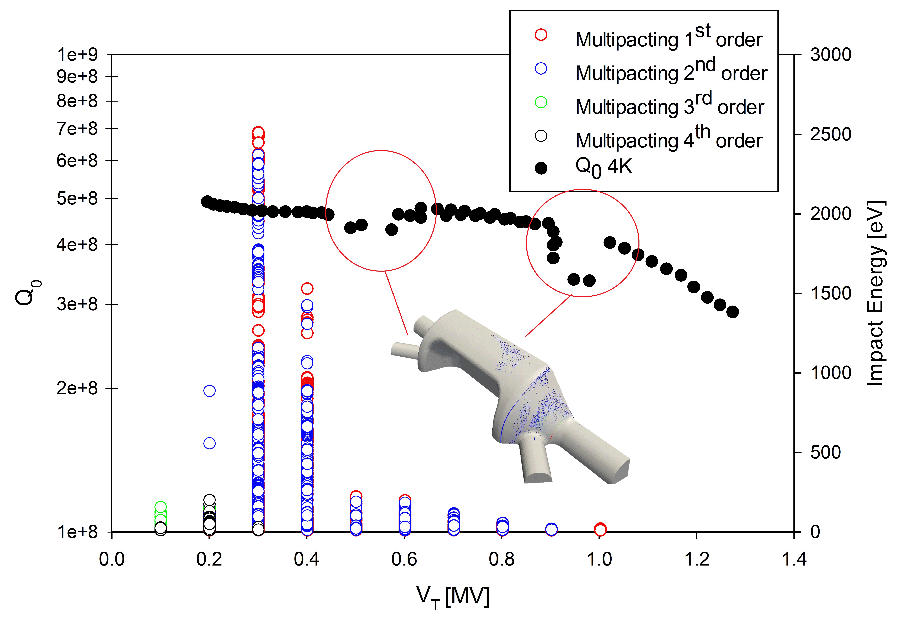 Multipacting 1st order
Multipacting 2nd order
Multipacting 3rd order
Multipacting 4th order
Q0 4K
1e+9
9e+8
8e+8
7e+8
6e+8
5e+8
4e+8
3e+8
2e+8
1e+8
Q0
3000
2500
2000
1500
1000
500
0
Impact Energy [eV]
0.0 0.2 0.4 0.6 0.8 1.0 1.2 1.4
VT [MV]